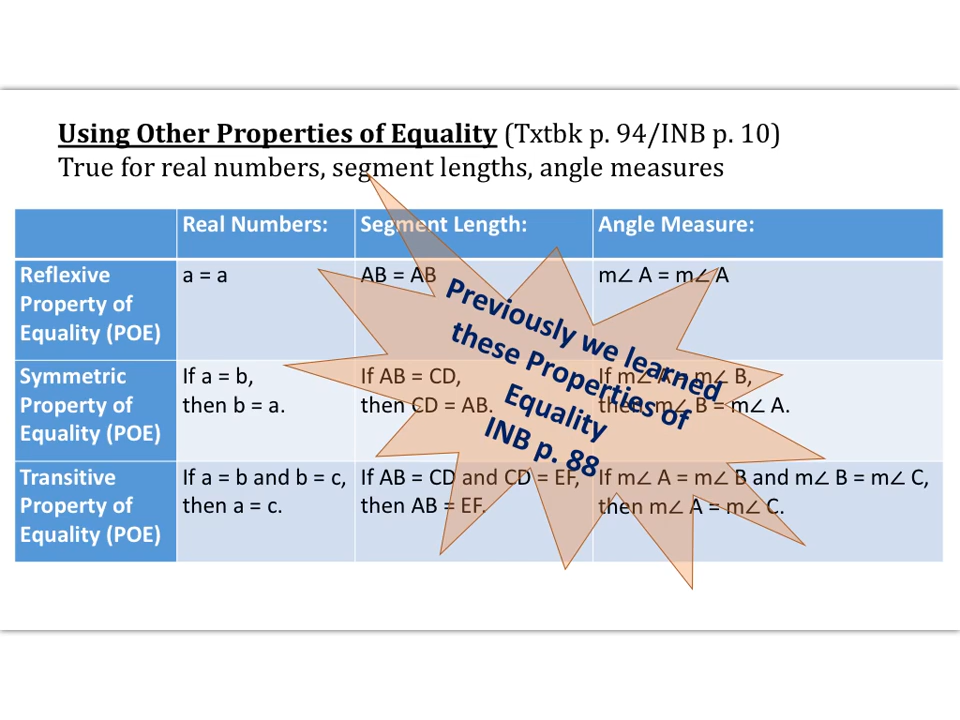 Using Other Properties of Equality (Txtbk p. 94/INB p. 10)
True for real numbers, segment lengths, angle measures
Real Numbers:
Segment Length:
Angle Measure:
Reflexive
Property of
Equality (POE)
a = a
AB = AB
m∠ A = m∠ A
Symmetric
Property of
Equality (POE)
If a = b,
then b = a.
If AB = CD,
then CD = AB.
If m∠ A = m∠ B,
then m∠ B = m∠ A.
Transitive
Property of
Equality (POE)
If a = b and b = c,
then a = c.
If AB = CD and CD = EF,
then AB = EF.
If m∠ A = m∠ B and m∠ B = m∠ C,
then m∠ A = m∠ C.
Previously we learned
these Properties of
Equality
INB p. 88